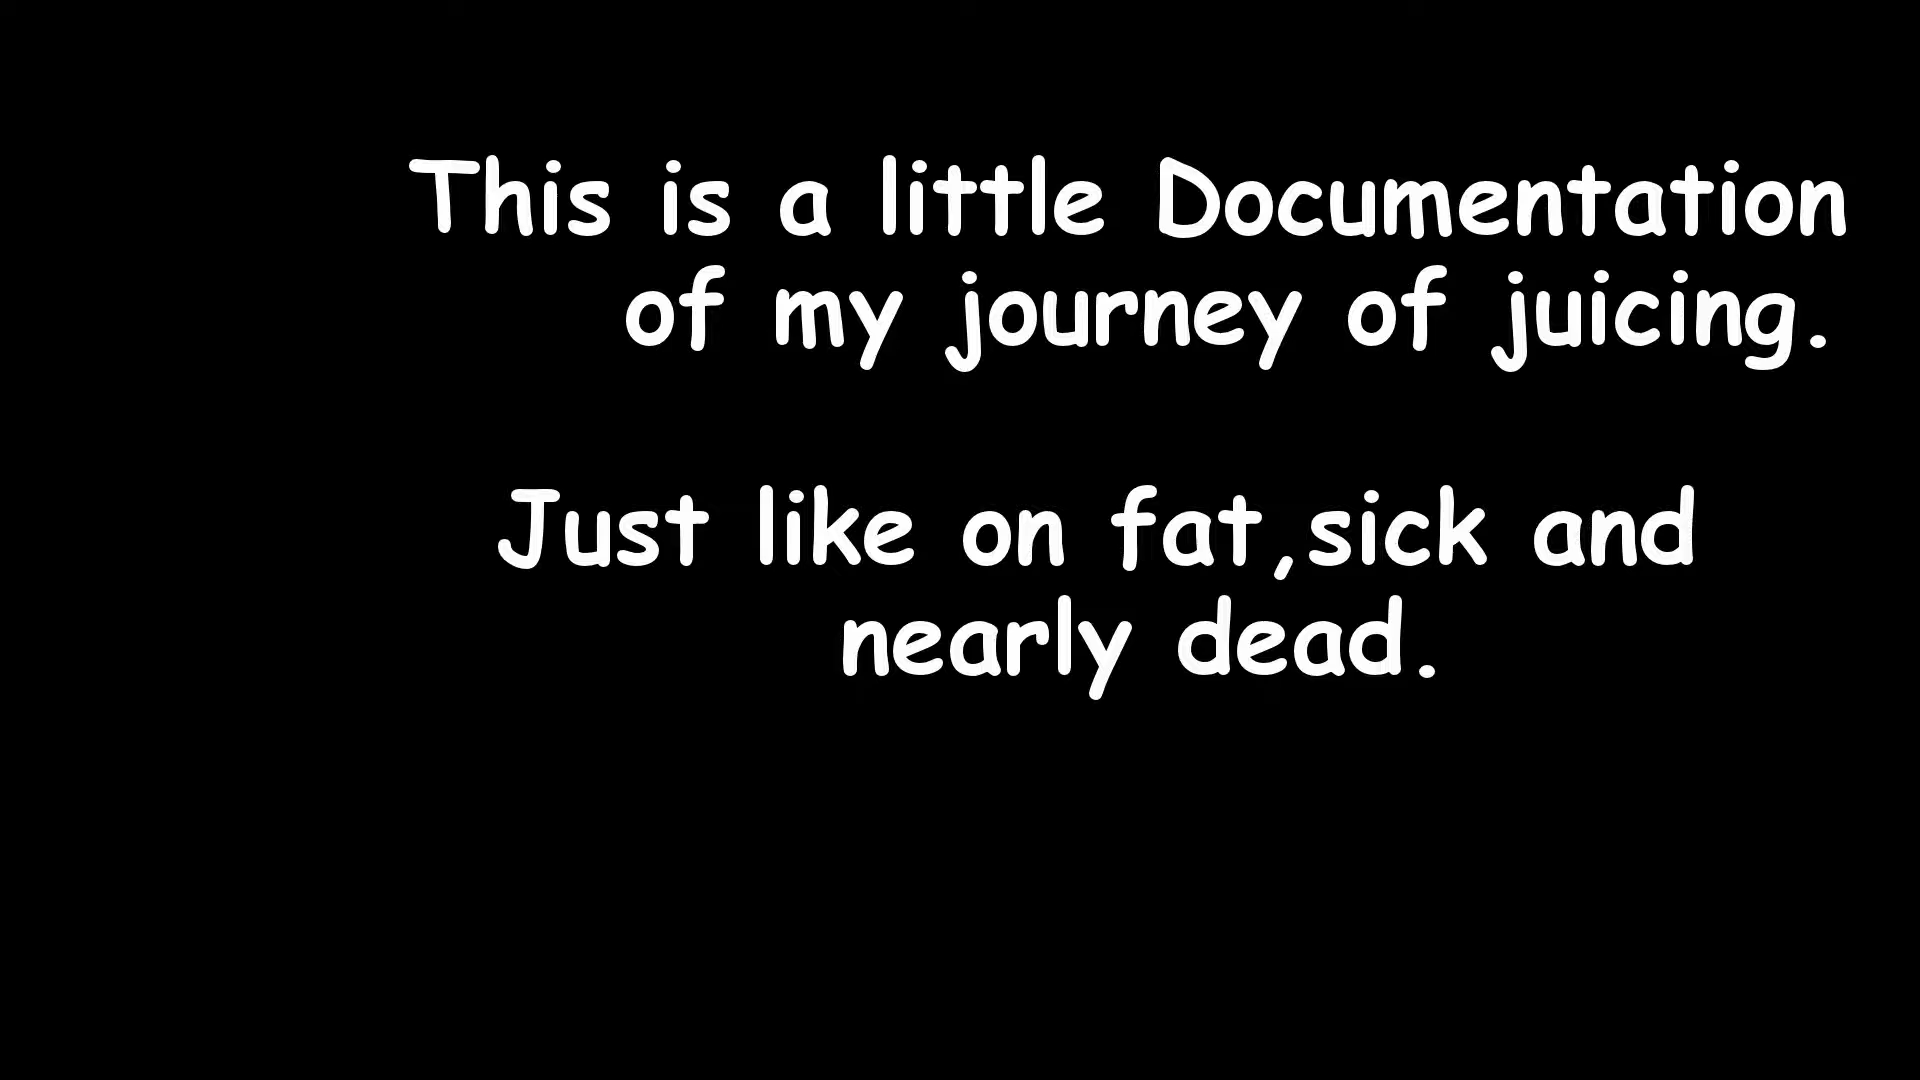 This is a little Documentation
of my journey of juicing.
Just like on fat,sick and
nearly dead.